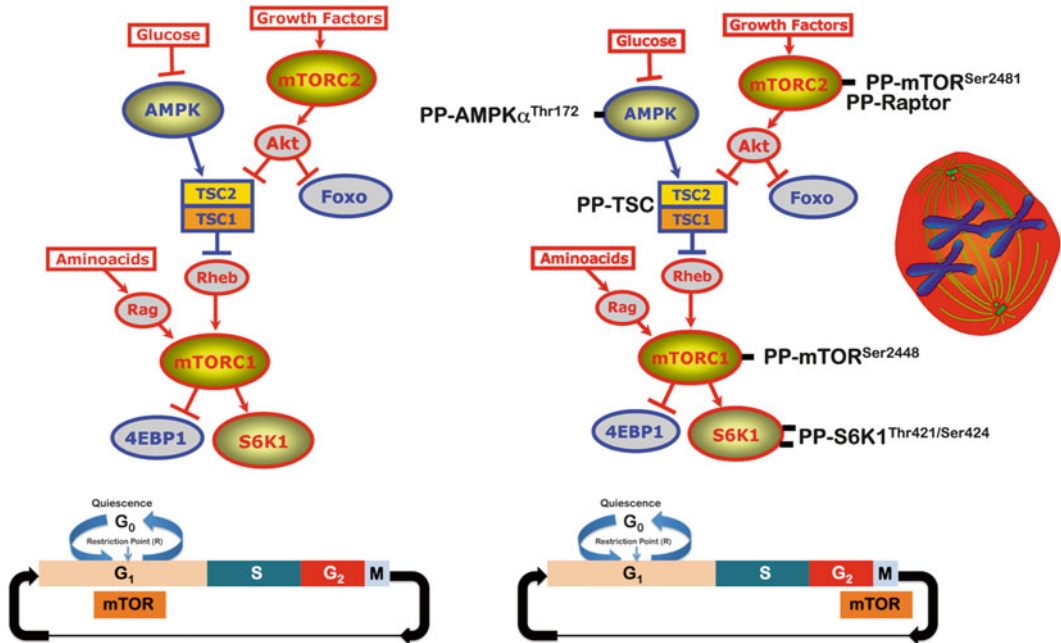 Growth Factors
Glucose
mTORC2
AMPK
Akt
TSC2
Foxo
TSC1
Aminoacids
Rheb
Rag
mTORC1
4EBP1
S6K1
Quiescence
G0
Restriction Point (R)
G1
S
G2
M
mTOR
Growth Factors
Glucose
mTORC2
PP-mTORSer2481
PP-Raptor
PP-AMPKαThr172
AMPK
Akt
TSC2
Foxo
PP-TSC
TSC1
Aminoacids
Rheb
Rag
mTORC1
PP-mTORSer2448
4EBP1
S6K1
PP-S6K1Thr421/Ser424
Quiescence
G0
Restriction Point (R)
G1
S
G2
M
mTOR